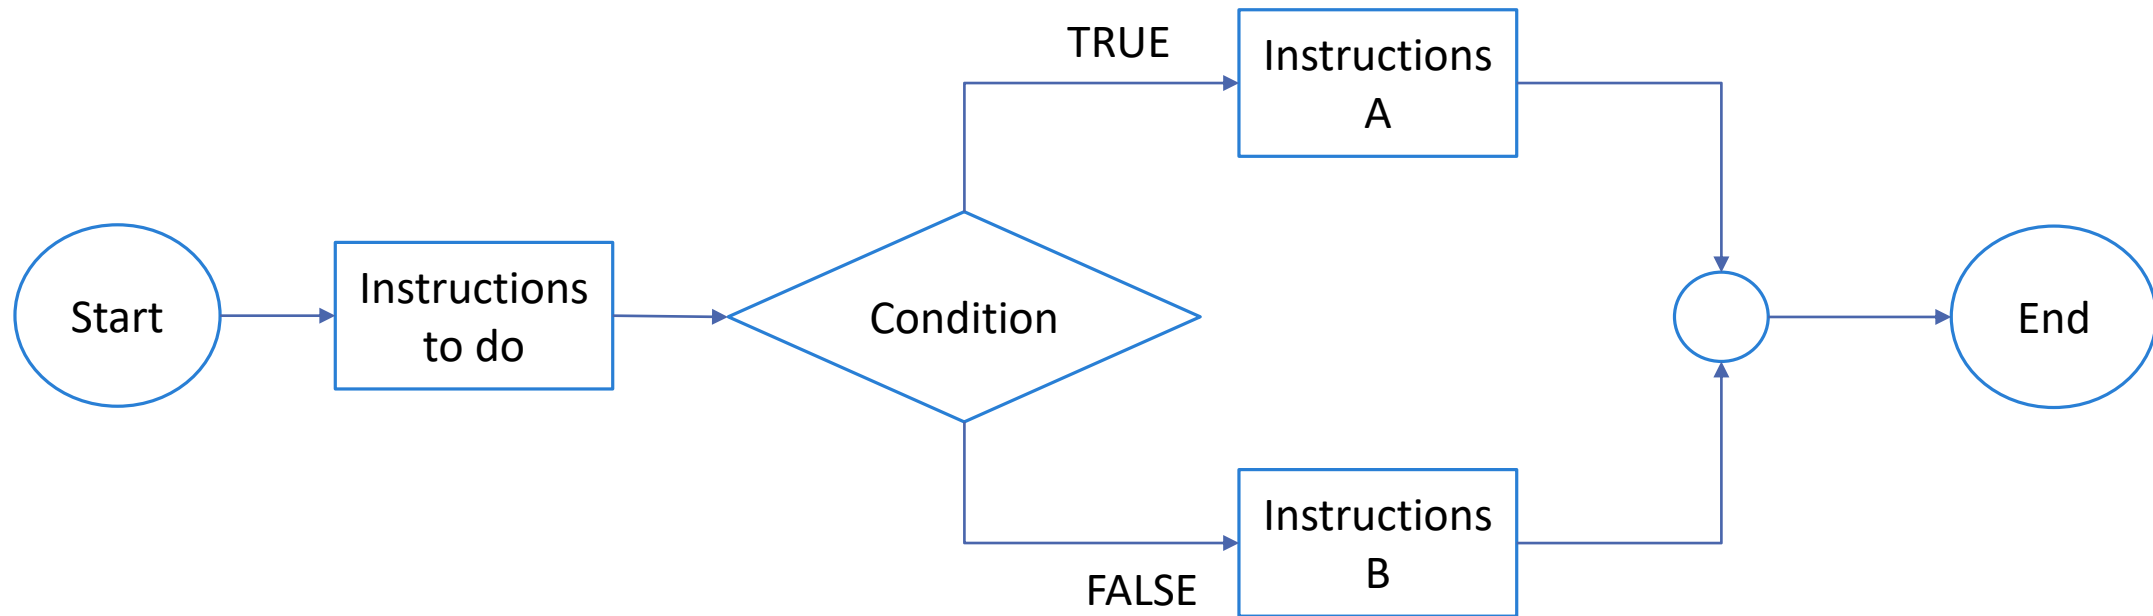 Start
Instructions
to do
Condition
TRUE
Instructions
A
FALSE
Instructions
B
End